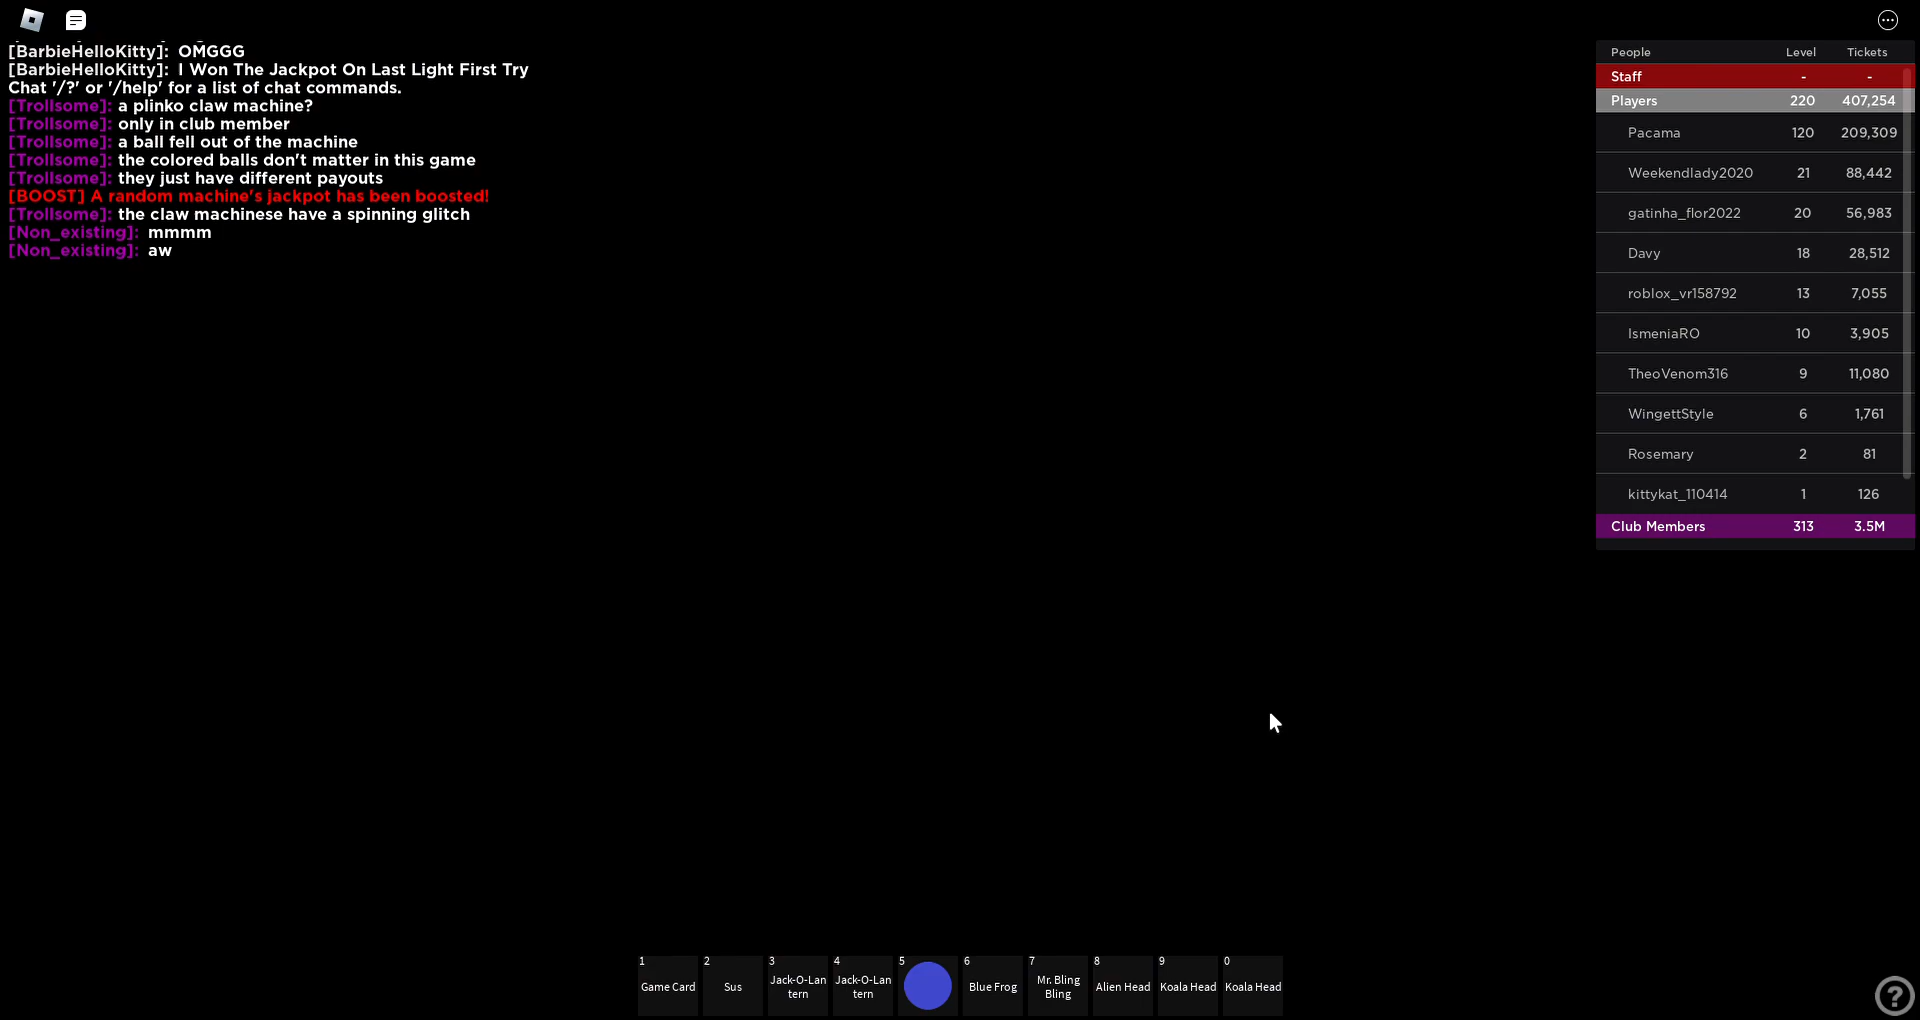 [BarbieHelloKitty]: OMGGG
[BarbieHelloKitty]: I Won The Jackpot On Last Light First Try
Chat '/?' or '/help' for a list of chat commands.
[Trollsome]: a plinko claw machine?
[Trollsome]: only in club member
[Trollsome]: a ball fell out of the machine
[Trollsome]: the colored balls don't matter in this game
[Trollsome]: they just have different payouts
[BOOST] A random machine's jackpot has been boosted!
[Trollsome]: the claw machinese have a spinning glitch
[Non_existing]: mmmm
[Non_existing]: aw
People Level Tickets
Staff - -
Players 220 407,254
Pacama 120 209,309
Weekendlady2020 21 88,442
gatinha_flor2022 20 56,983
Davy 18 28,512
roblox_vr158792 13 7,055
IsmeniaRO 10 3,905
TheoVenom316 9 11,080
WingettStyle 6 1,761
Rosemary 2 81
kittykat_110414 1 126
Club Members 313 3.5M
1 2 3 4 5 6 7 8 9 0
Game Card
Sus
Jack-O-Lan
tern
Jack-O-Lan
tern
Blue Frog
Mr. Bling
Bling
Alien Head
Koala Head
Koala Head
?